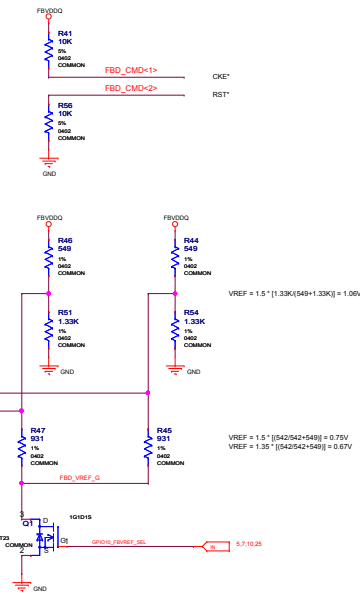 FBVDDQ
R41
10K
5%
0402
COMMON
FBD_CMD<1>
CKE*
FBD_CMD<2>
RST*
R56
10K
5%
0402
COMMON
GND
FBVDDQ
FBVDDQ
R46
549
1%
0402
COMMON
R44
549
1%
0402
COMMON
VREF = 1.5 * [1.33K/(549+1.33K)] = 1.06V
R51
1.33K
1%
0402
COMMON
R54
1.33K
1%
0402
COMMON
GND
GND
R47
931
1%
0402
COMMON
R45
931
1%
0402
COMMON
VREF = 1.5 * [(542/542+549)] = 0.75V
VREF = 1.35 * [(542/542+549)] = 0.67V
FBD_VREF_G
3
Q1
D
1G1D1S
T23
COMMON
G
1
S
2
GPIO10_FBVREF_SEL
IN
5,7,10,25
GND